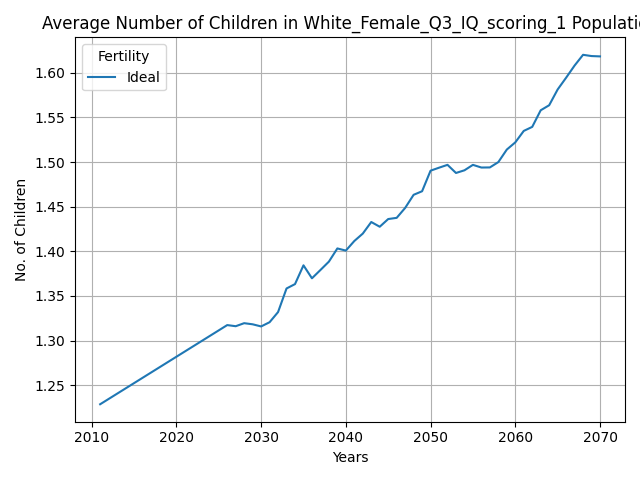 Average Number of Children in White_Female_Q3_IQ_scoring_1 Populatio
Fertility
Ideal
No. of Children
1.60
1.55
1.50
1.45
1.40
1.35
1.30
1.25
2010 2020 2030 2040 2050 2060 2070
Years